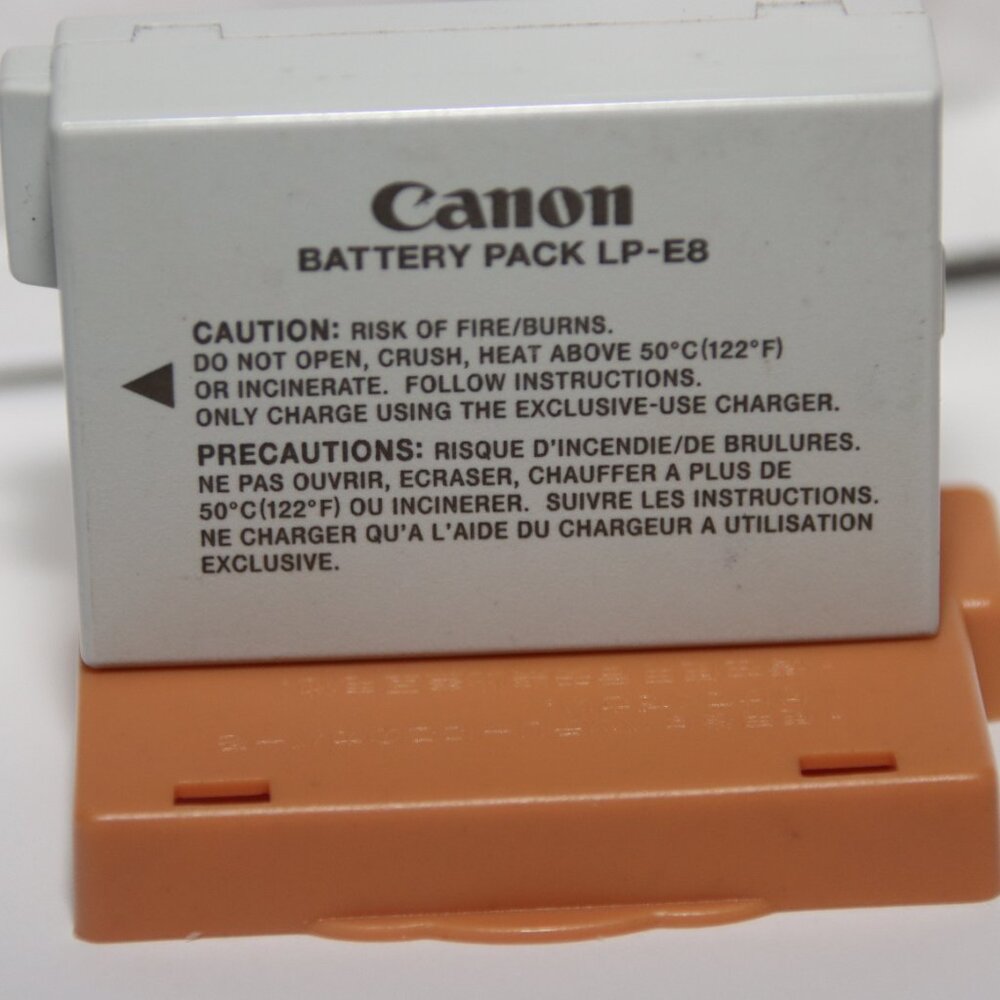 Canon
BATTERY PACK LP-E8
CAUTION: RISK OF FIRE/BURNS.
DO NOT OPEN, CRUSH, HEAT ABOVE 50°C(122°F)
OR INCINERATE. FOLLOW INSTRUCTIONS.
ONLY CHARGE USING THE EXCLUSIVE-USE CHARGER.
PRECAUTIONS: RISQUE D'INCENDIE/DE BRULURES.
NE PAS OUVRIR, ECRASER, CHAUFFER A PLUS DE
50°C(122°F) OU INCINERER. SUIVRE LES INSTRUCTIONS.
NE CHARGER QU'A L'AIDE DU CHARGEUR A UTILISATION
EXCLUSIVE.